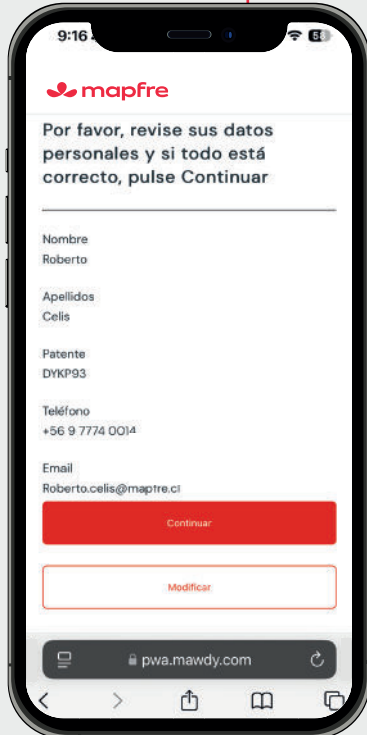 9:16
mapfre
Por favor, revise sus datos
personales y si todo está
correcto, pulse Continuar
Nombre
Roberto
Apellidos
Celis
Patente
DYKP93
Teléfono
+56 9 7774 0014
Email
Roberto.celis@mapfre.cl
Continuar
Modificar
pwa.mawdy.com